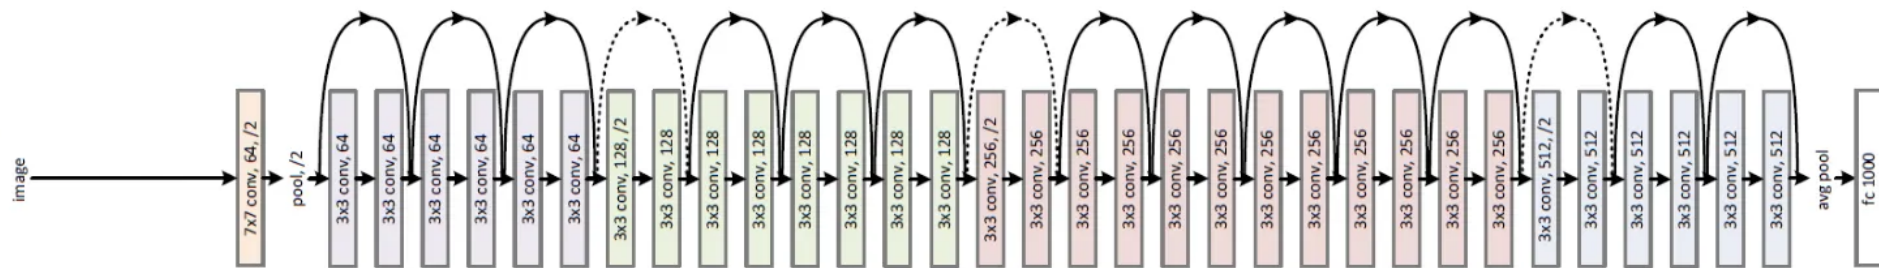 image
7x7 conv, 64, /2
pool, /2
3x3 conv, 64
3x3 conv, 64
3x3 conv, 64
3x3 conv, 64
3x3 conv, 64
3x3 conv, 64
3x3 conv, 128, /2
3x3 conv, 128
3x3 conv, 128
3x3 conv, 128
3x3 conv, 128
3x3 conv, 128
3x3 conv, 128
3x3 conv, 128
3x3 conv, 256, /2
3x3 conv, 256
3x3 conv, 256
3x3 conv, 256
3x3 conv, 256
3x3 conv, 256
3x3 conv, 256
3x3 conv, 256
3x3 conv, 256
3x3 conv, 256
3x3 conv, 256
3x3 conv, 256
3x3 conv, 512, /2
3x3 conv, 512
3x3 conv, 512
3x3 conv, 512
3x3 conv, 512
3x3 conv, 512
avg pool
fc 1000